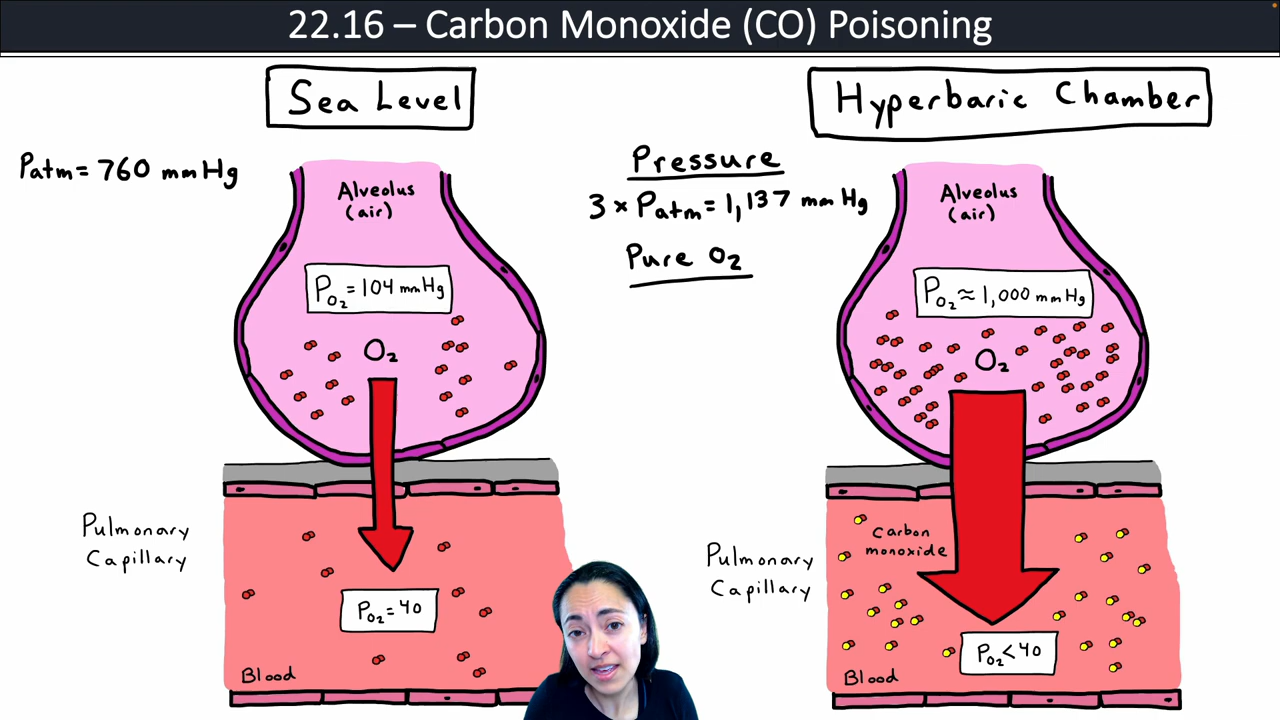 22.16 – Carbon Monoxide (CO) Poisoning
Sea Level
Patm = 760 mmHg
Alveolus
(air)
PO₂ = 104 mmHg
O₂
Pulmonary
Capillary
PO₂ = 40
Blood
Pressure
3 × Patm = 1,137 mmHg
Pure O₂
Hyperbaric Chamber
Alveolus
(air)
PO₂ ≈ 1,000 mmHg
O₂
Carbon
monoxide
Pulmonary
Capillary
PO₂ < 40
Blood